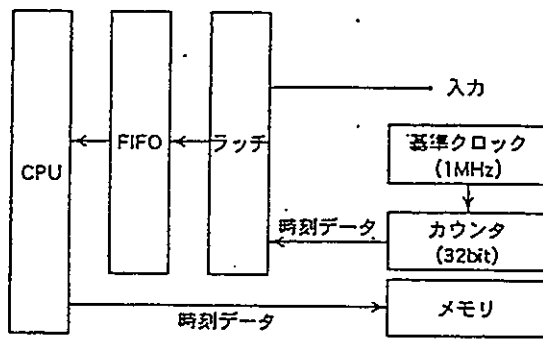 入力
基準クロック
(1MHz)
CPU
FIFO
ラッチ
時刻データ
カウンタ
(32bit)
時刻データ
メモリ